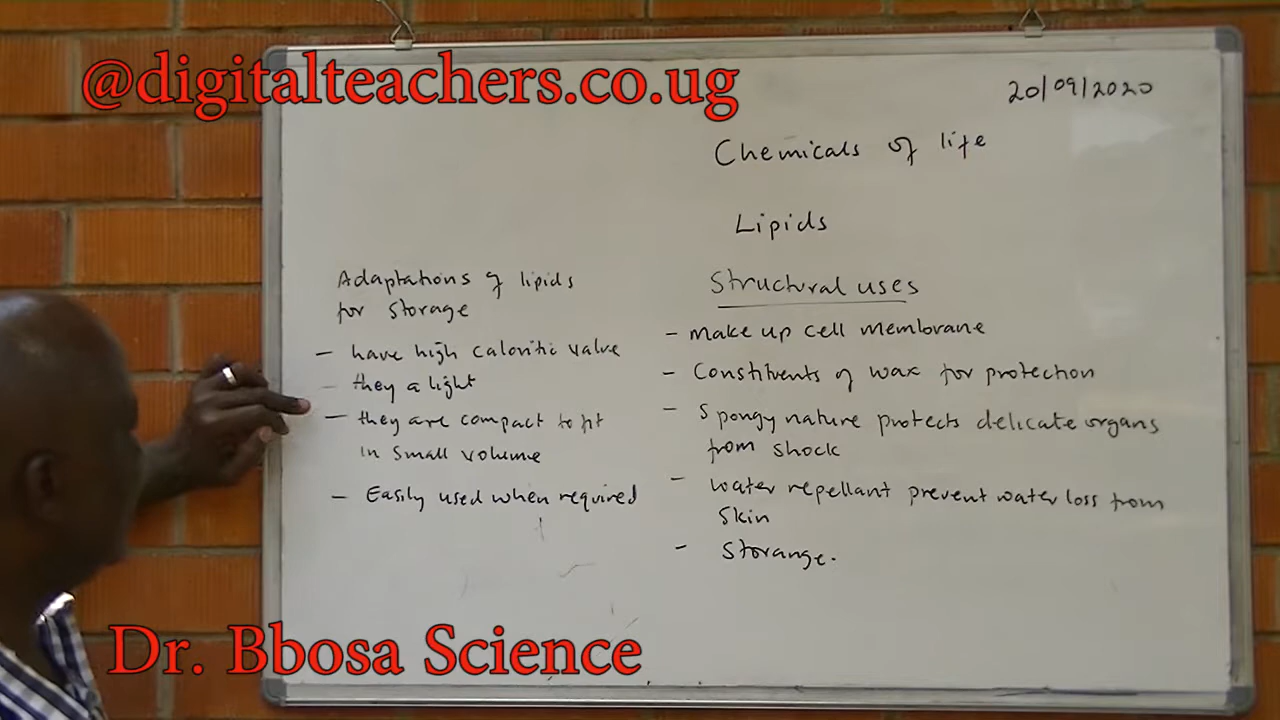 @digitalteachers.co.ug
20/09/2020
Chemicals of life
Lipids
Adaptations of lipids
for storage
- have high calorific valve
- they a light
- they are compact to fit
in small volume
- Easily used when required
Structural uses
- Make up cell membrane
- Constituents of wax for protection
- Spongy nature protects delicate organs
from shock
- water repellant prevent water loss from
skin
- Storange.
Dr. Bbosa Science